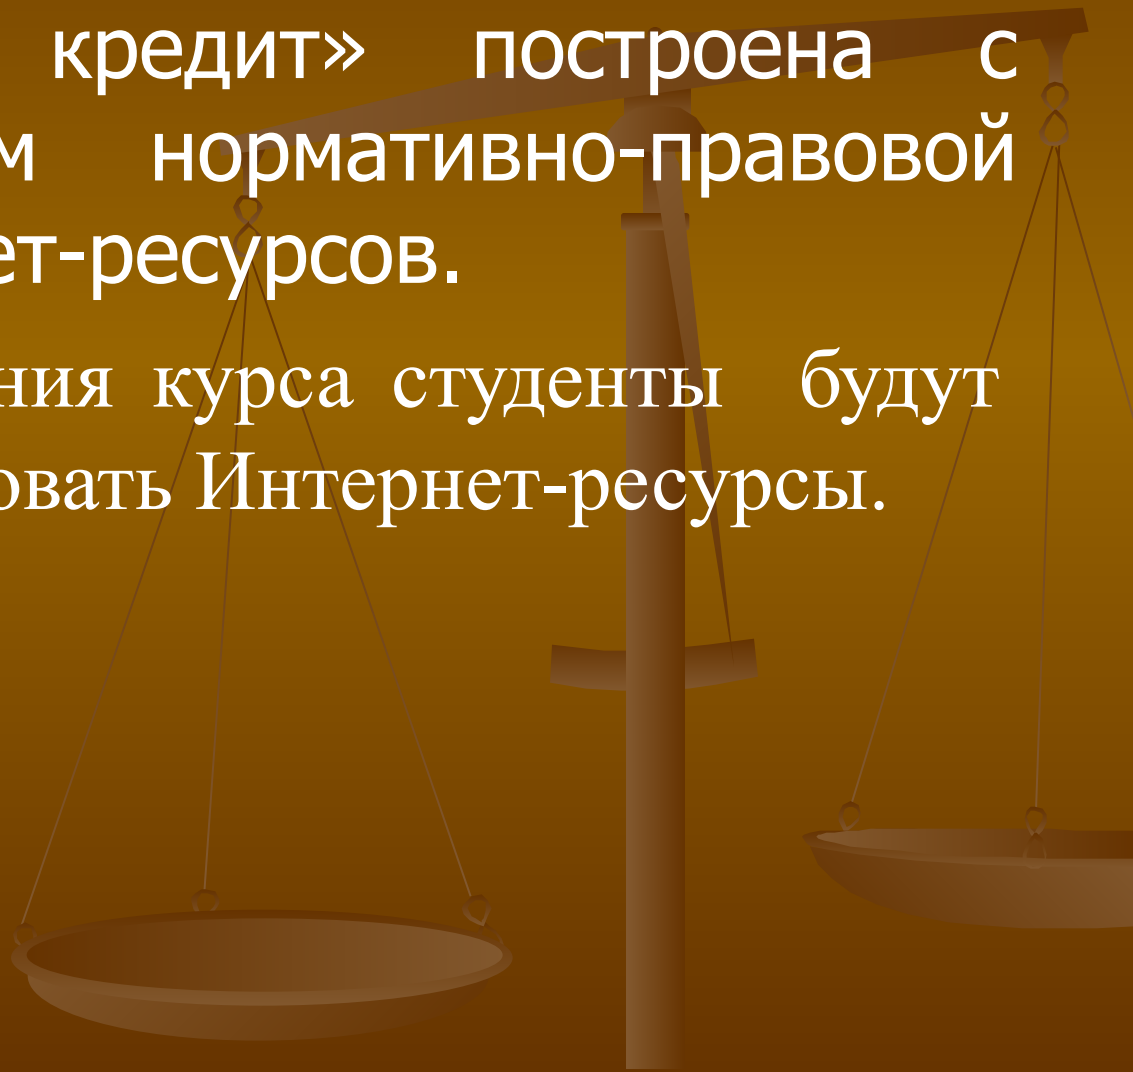 кредит» построена с
м нормативно-правовой
ет-ресурсов.
ния курса студенты будут
овать Интернет-ресурсы.